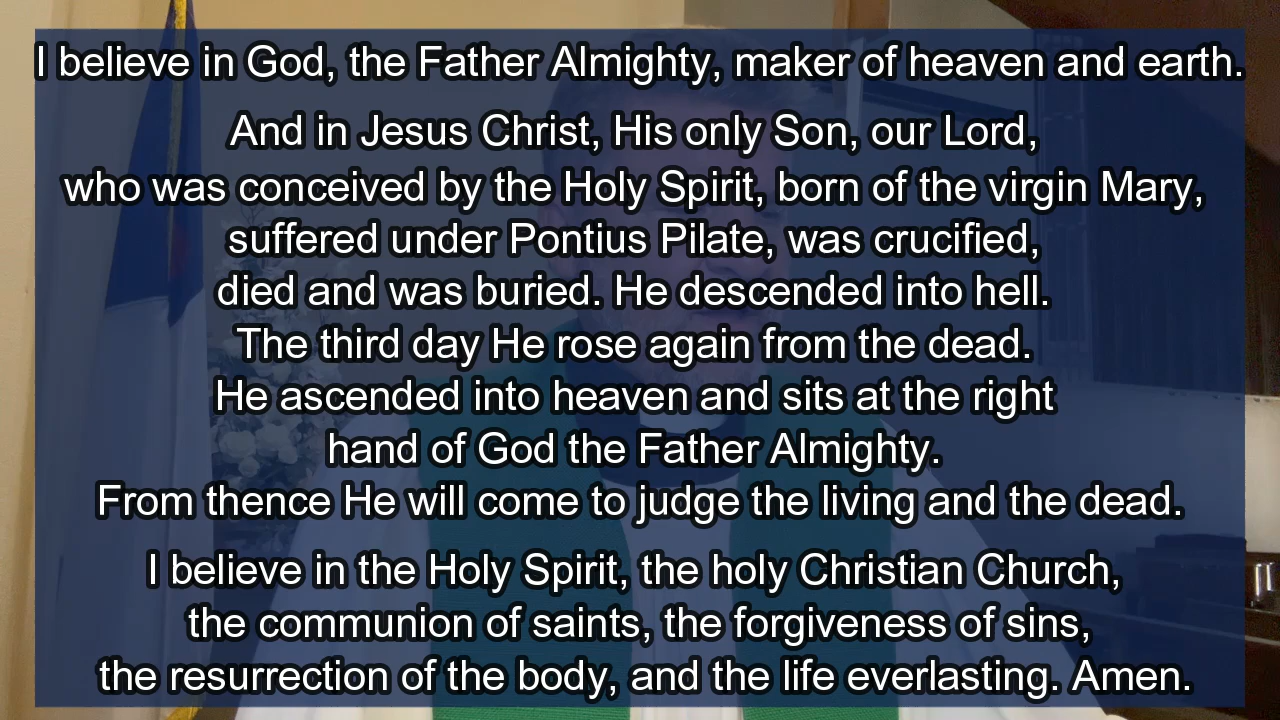 I believe in God, the Father Almighty, maker of heaven and earth.
And in Jesus Christ, His only Son, our Lord,
who was conceived by the Holy Spirit, born of the virgin Mary,
suffered under Pontius Pilate, was crucified,
died and was buried. He descended into hell.
The third day He rose again from the dead.
He ascended into heaven and sits at the right
hand of God the Father Almighty.
From thence He will come to judge the living and the dead.
I believe in the Holy Spirit, the holy Christian Church,
the communion of saints, the forgiveness of sins,
the resurrection of the body, and the life everlasting. Amen.